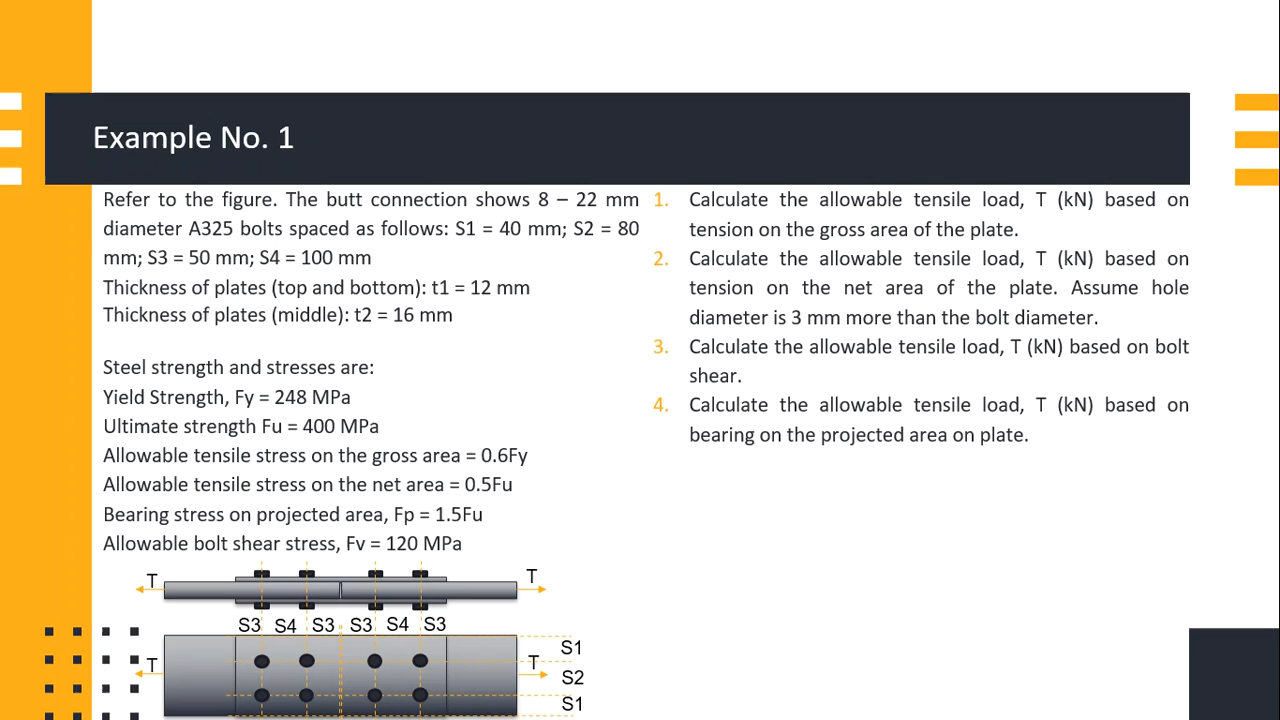 Example No. 1
Refer to the figure. The butt connection shows 8 – 22 mm
diameter A325 bolts spaced as follows: S1 = 40 mm; S2 = 80
mm; S3 = 50 mm; S4 = 100 mm
Thickness of plates (top and bottom): t1 = 12 mm
Thickness of plates (middle): t2 = 16 mm
Steel strength and stresses are:
Yield Strength, Fy = 248 MPa
Ultimate strength Fu = 400 MPa
Allowable tensile stress on the gross area = 0.6Fy
Allowable tensile stress on the net area = 0.5Fu
Bearing stress on projected area, Fp = 1.5Fu
Allowable bolt shear stress, Fv = 120 MPa
T T
S3 S4 S3 S3 S4 S3
S1
T T
S2
S1
1. Calculate the allowable tensile load, T (kN) based on
tension on the gross area of the plate.
2. Calculate the allowable tensile load, T (kN) based on
tension on the net area of the plate. Assume hole
diameter is 3 mm more than the bolt diameter.
3. Calculate the allowable tensile load, T (kN) based on bolt
shear.
4. Calculate the allowable tensile load, T (kN) based on
bearing on the projected area on plate.